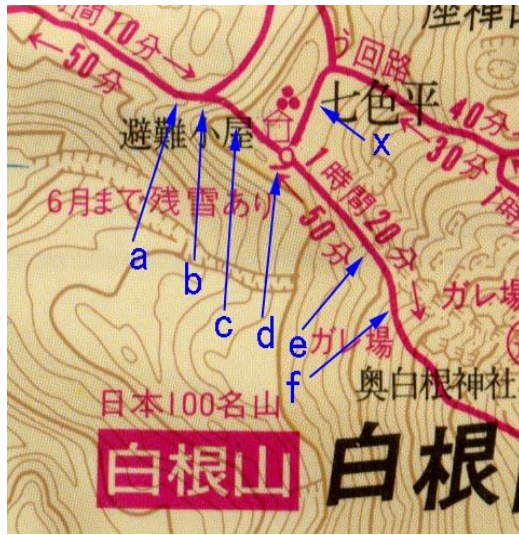 座禅
間10分
50分
う回路
七色平
40分
30分
避難小屋
x
1時間20分
50分
6月まで残雪あり
1時
a
b
c
d
e
f
ガレ場
ガレ場
奥白根神社
日本100名山
白根山
白根